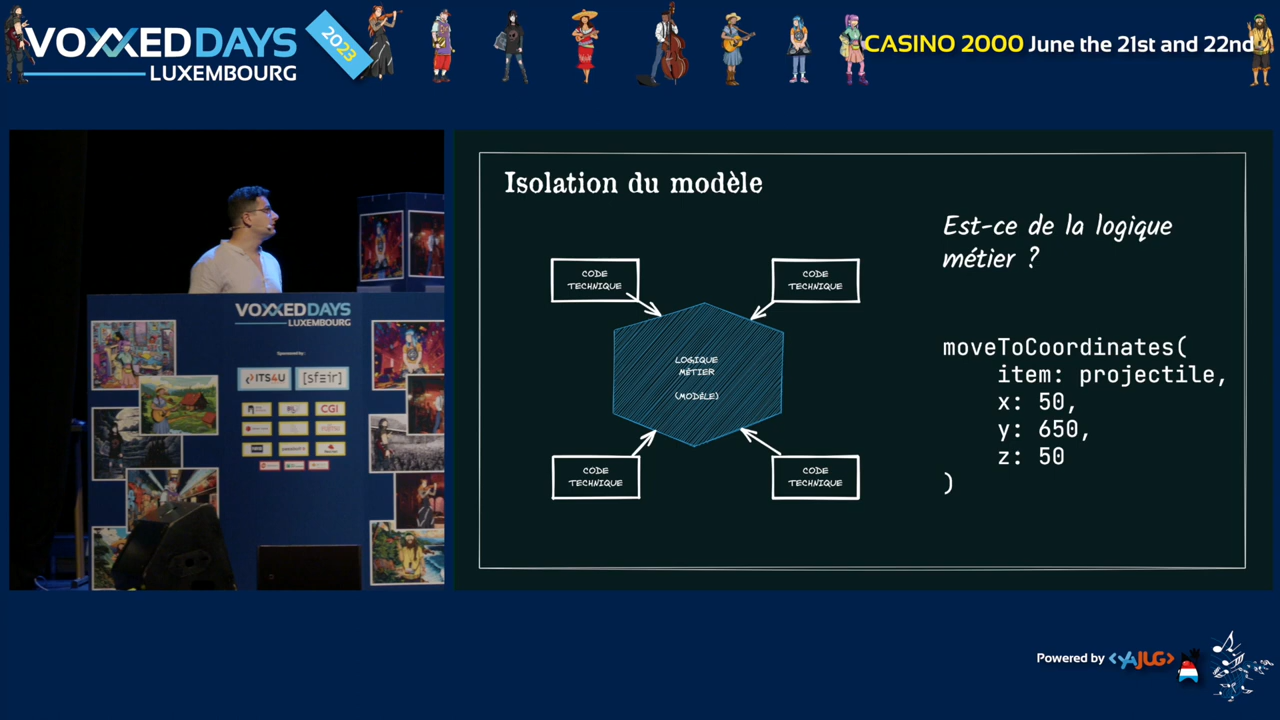 VOXXEDDAYS
LUXEMBOURG
2023
CASINO 2000 June the 21st and 22nd
VOXXEDDAYS
LUXEMBOURG
Sponsored by :
ITS4U
[sfeir]
CGI
Isolation du modèle
CODE
TECHNIQUE
CODE
TECHNIQUE
LOGIQUE
MÉTIER
(MODÈLE)
CODE
TECHNIQUE
CODE
TECHNIQUE
Est-ce de la logique
métier ?
moveToCoordinates(
item: projectile,
x: 50,
y: 650,
z: 50
)
Powered by <YAJUG>